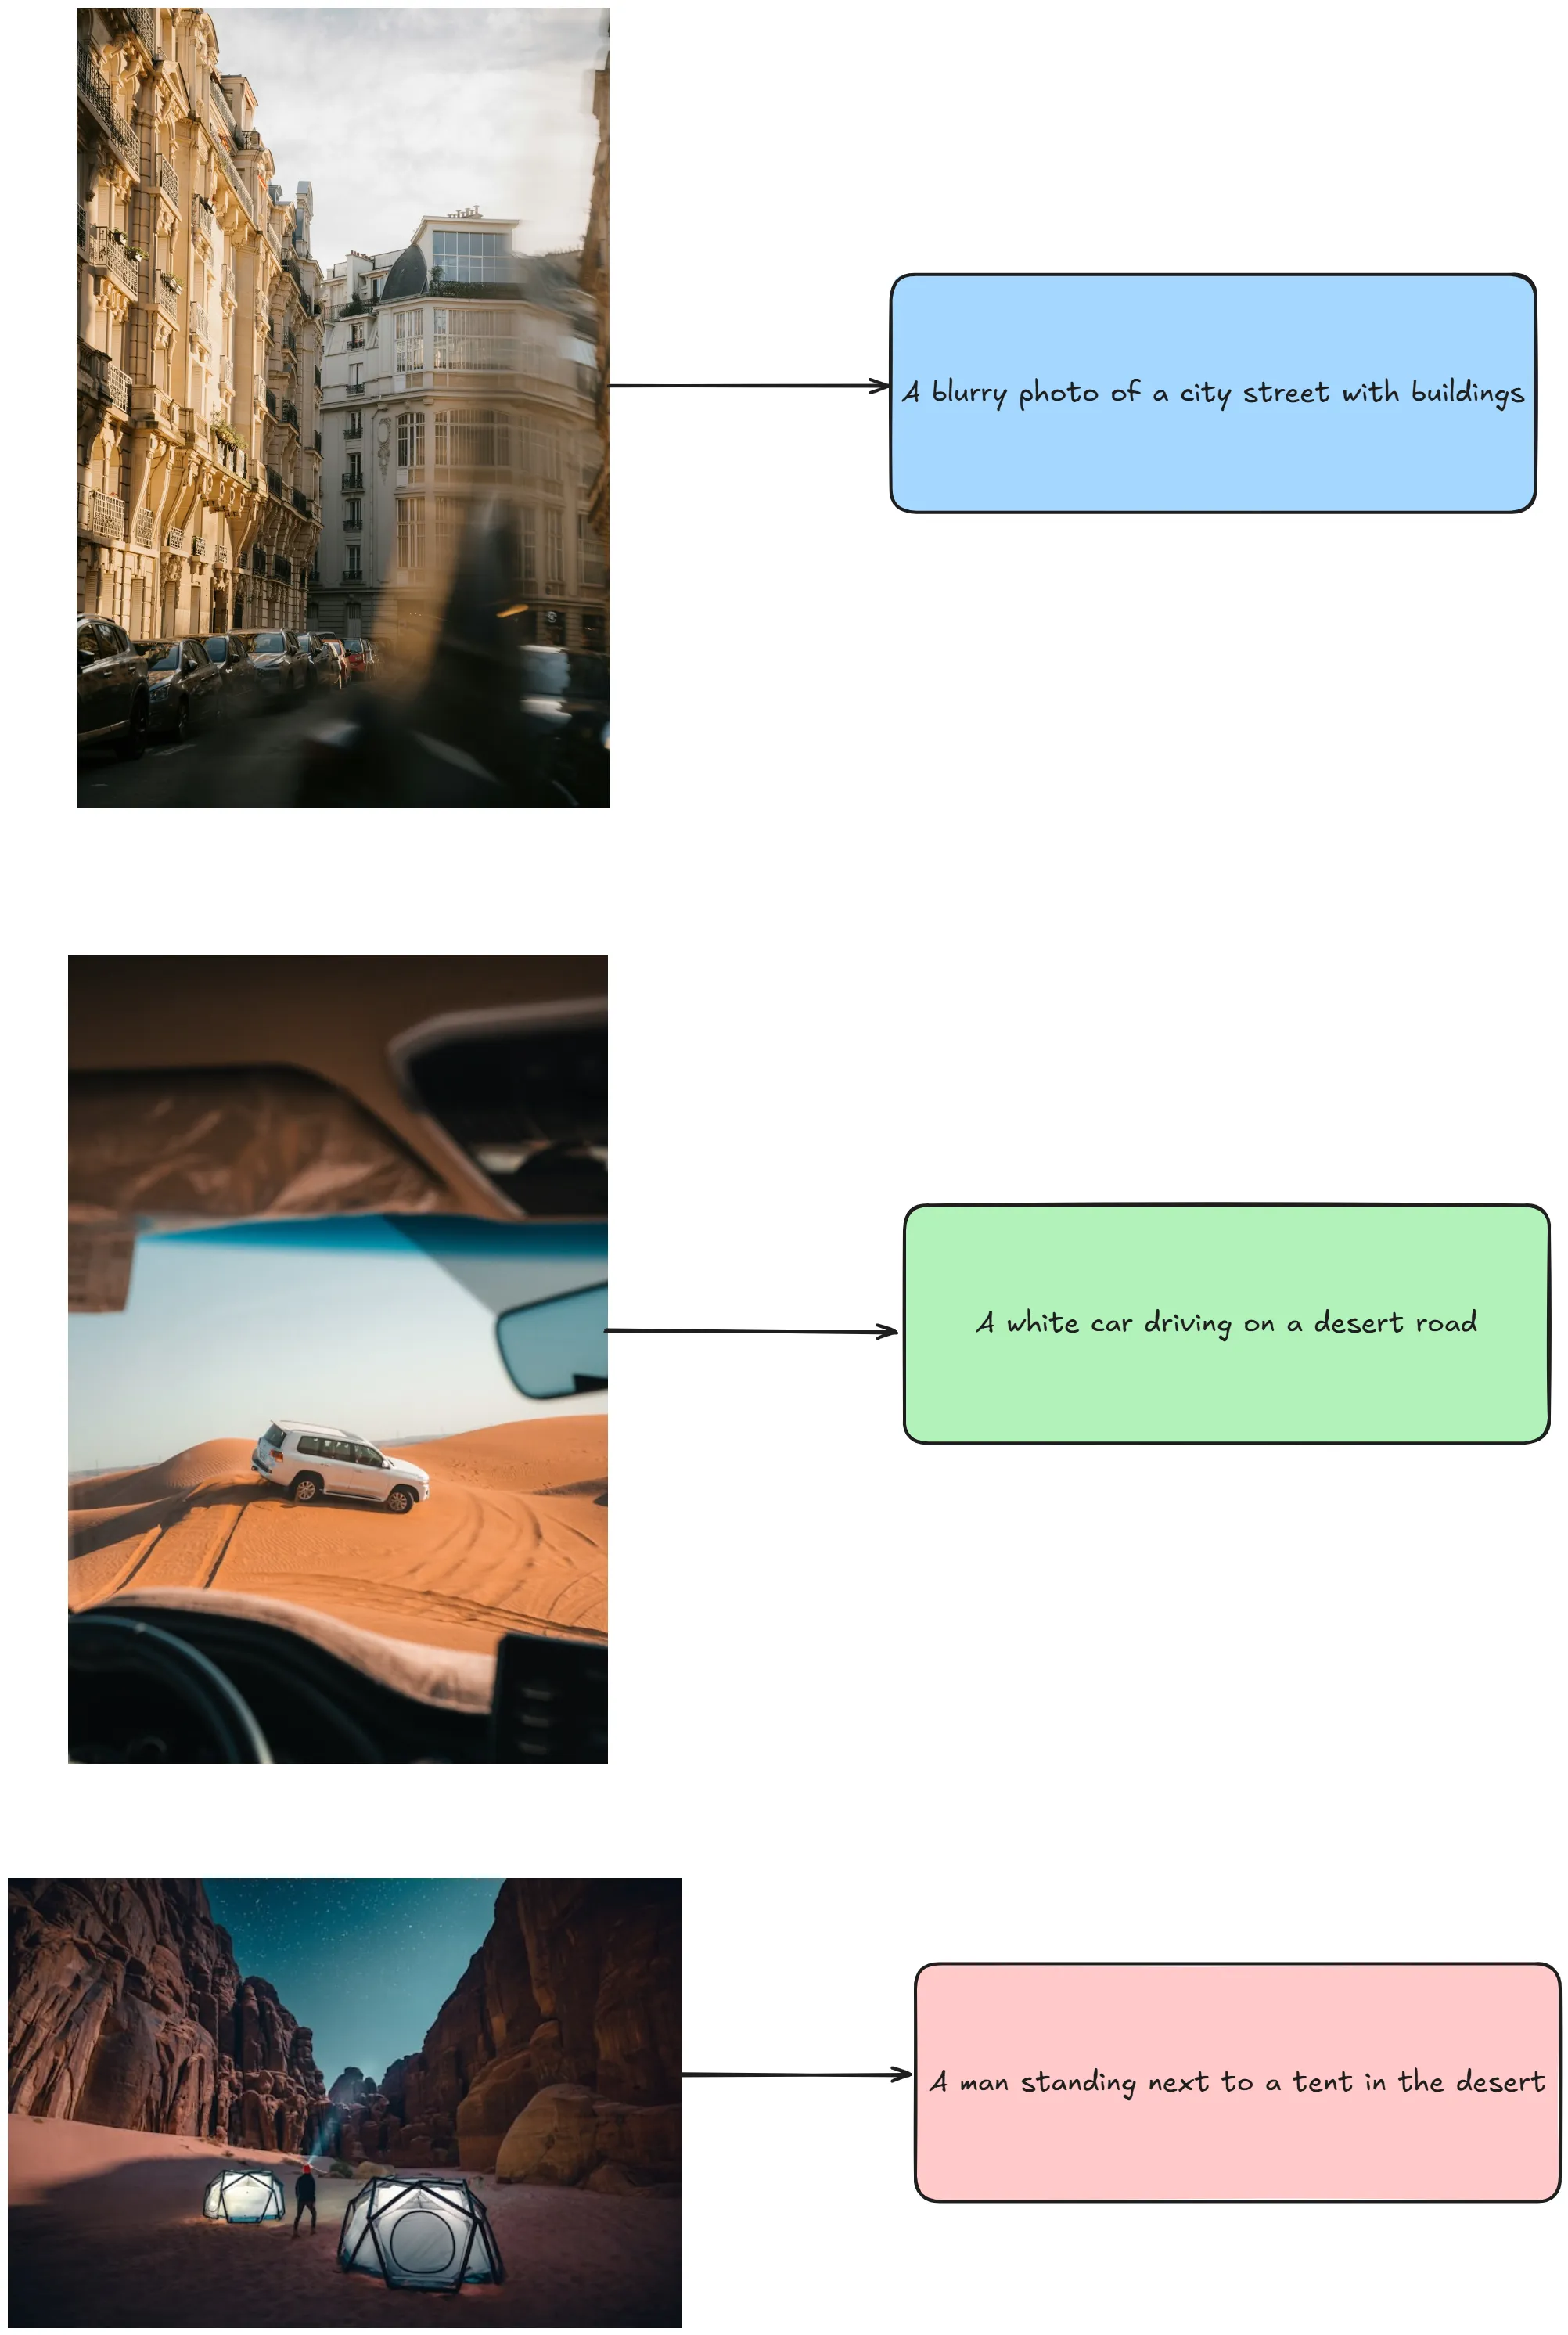 A blurry photo of a city street with buildings
A white car driving on a desert road
A man standing next to a tent in the desert